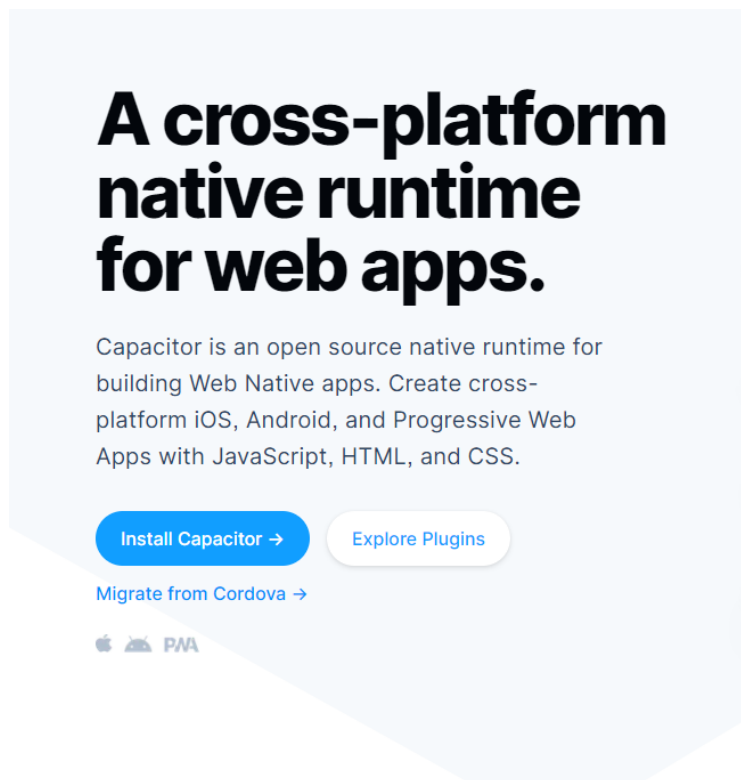 A cross-platform
native runtime
for web apps.
Capacitor is an open source native runtime for
building Web Native apps. Create cross-
platform iOS, Android, and Progressive Web
Apps with JavaScript, HTML, and CSS.
Install Capacitor →
Explore Plugins
Migrate from Cordova →
PWA